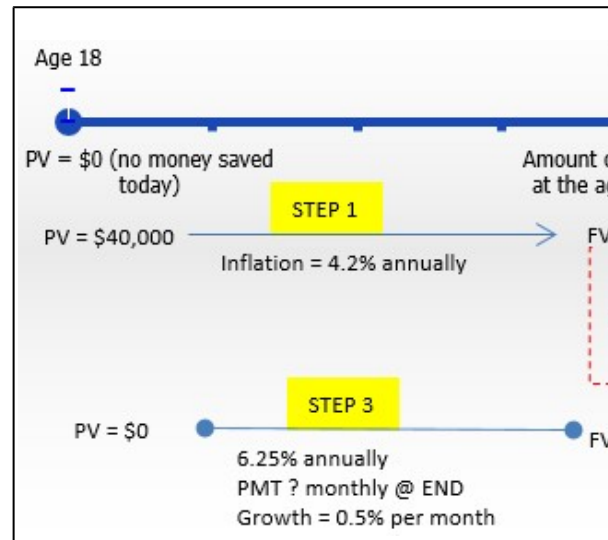 Age 18
PV = $0 (no money saved
today)
Amount
at the
STEP 1
PV = $40,000
FV
Inflation = 4.2% annually
STEP 3
PV = $0
FV
6.25% annually
PMT ? monthly @ END
Growth = 0.5% per month